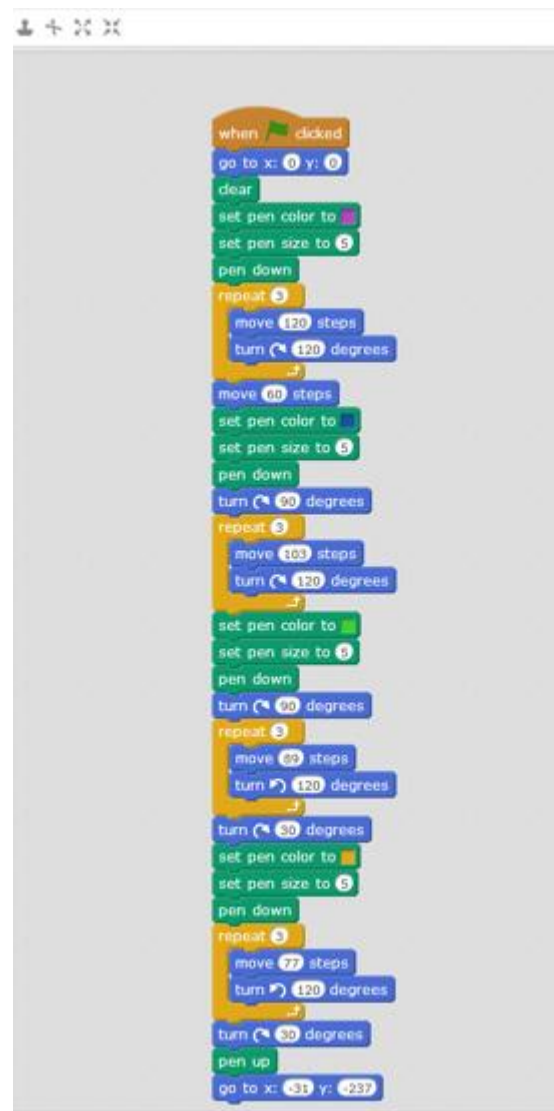 when clicked
go to x: 0 y: 0
clear
set pen color to
set pen size to 5
pen down
repeat 3
move 120 steps
turn 120 degrees
move 60 steps
set pen color to
set pen size to 5
pen down
turn 90 degrees
repeat 3
move 103 steps
turn 120 degrees
set pen color to
set pen size to 5
pen down
turn 90 degrees
repeat 3
move 89 steps
turn 120 degrees
turn 30 degrees
set pen color to
set pen size to 5
pen down
repeat 3
move 77 steps
turn 120 degrees
turn 30 degrees
pen up
go to x: -31 y: -237